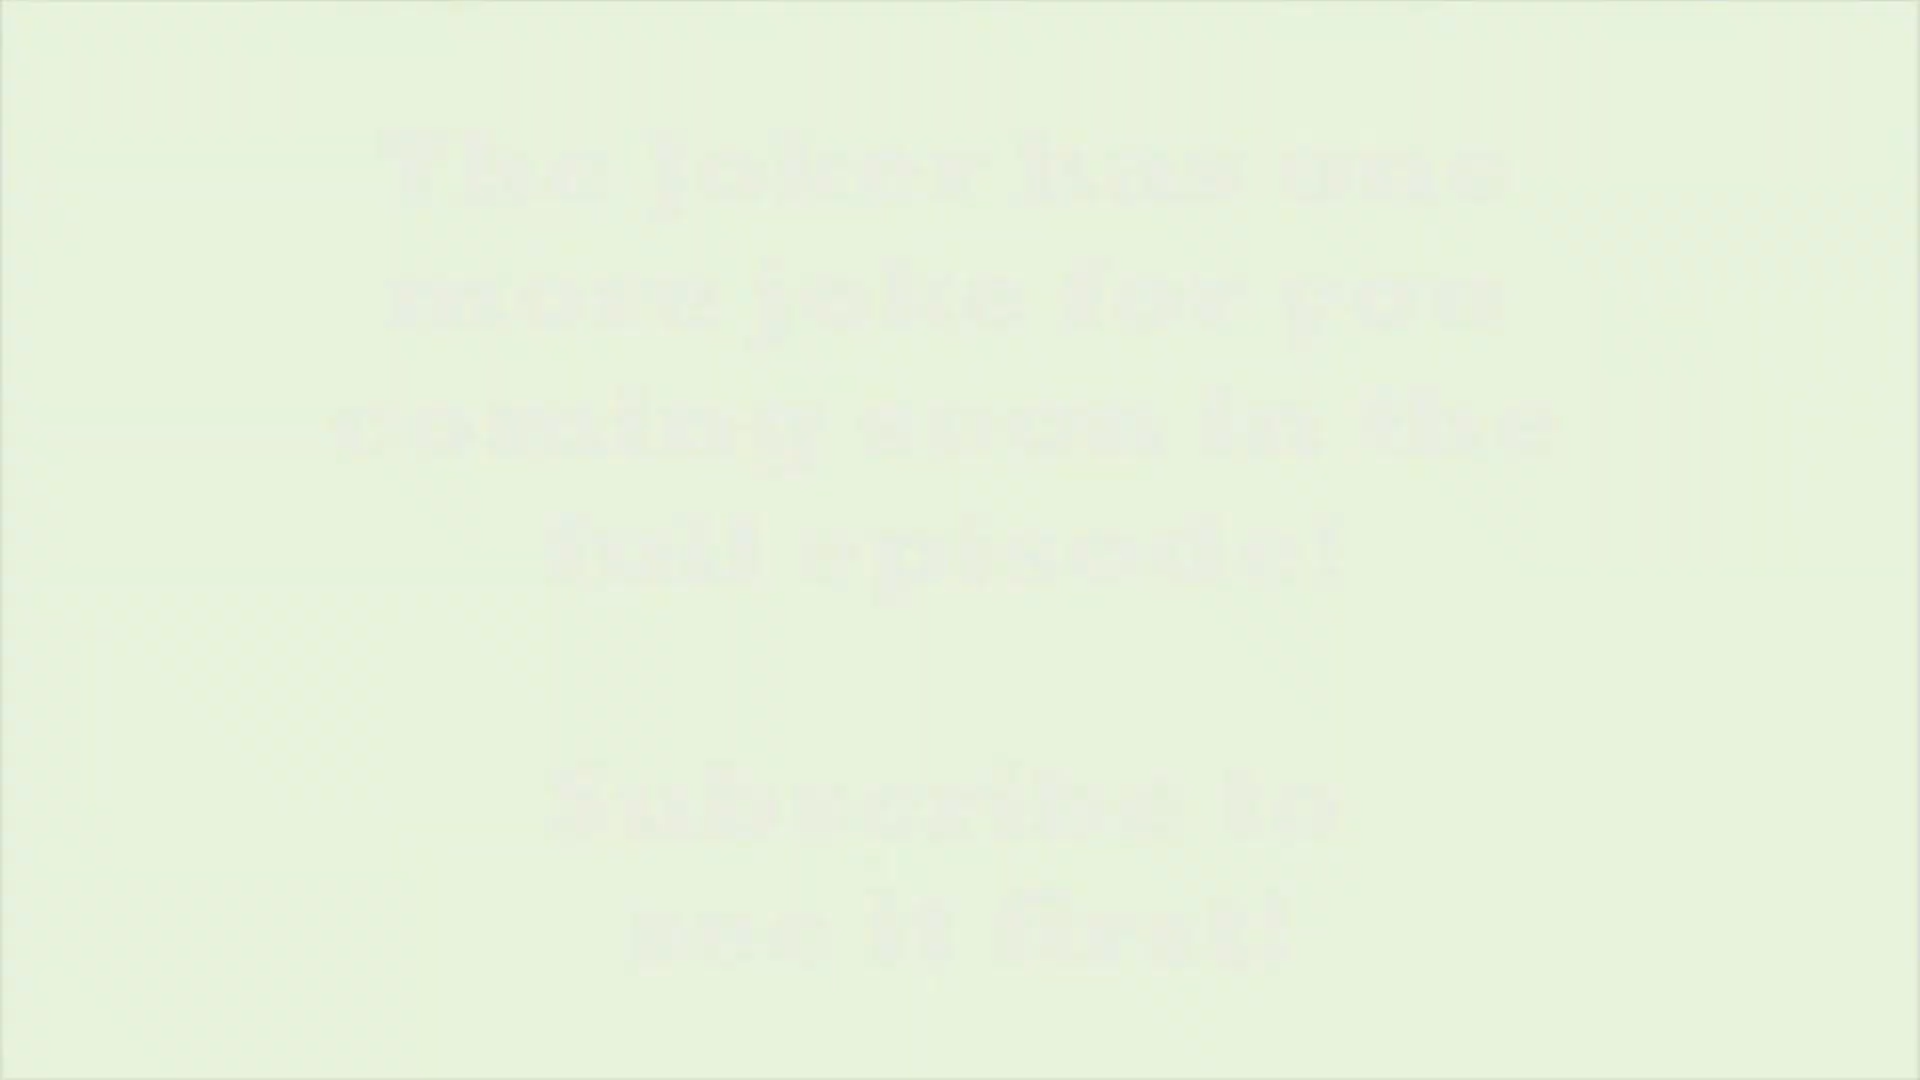 The Joker has one
more joke for you
coming soon in the
full episode!
Subscribe to
see it first!